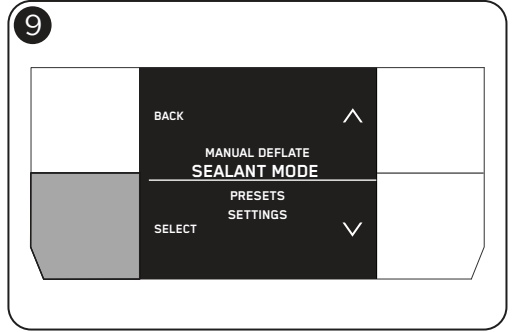 9
BACK
MANUAL DEFLATE
SEALANT MODE
PRESETS
SETTINGS
SELECT